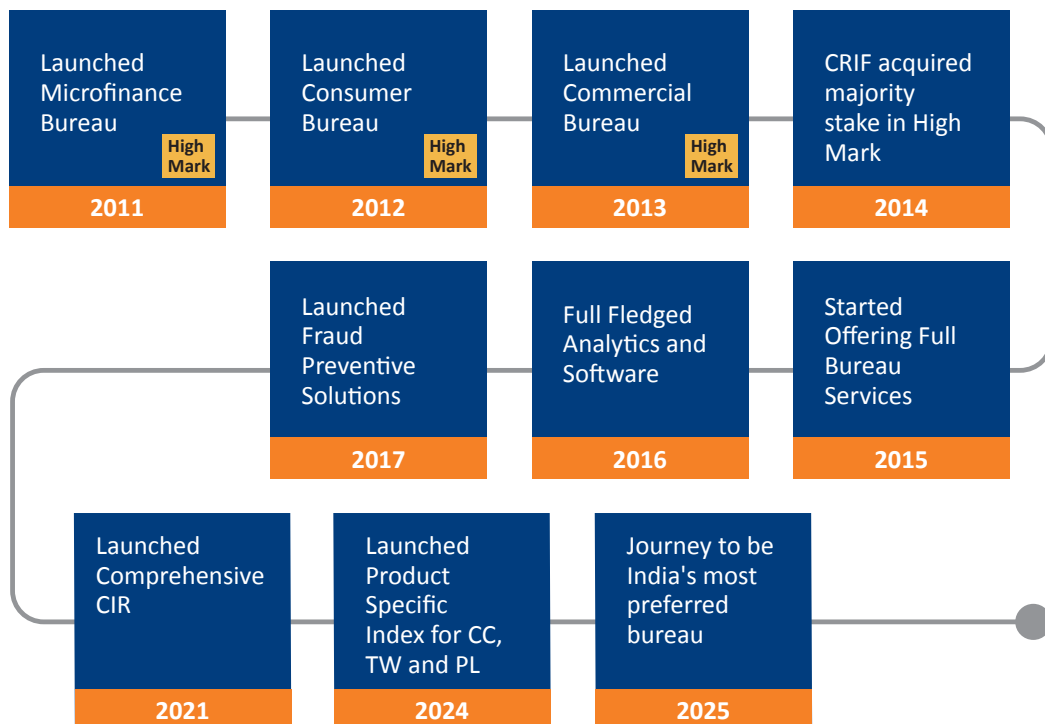 Launched
Microfinance
Bureau
High
Mark
2011
Launched
Consumer
Bureau
High
Mark
2012
Launched
Commercial
Bureau
High
Mark
2013
CRIF acquired
majority
stake in High
Mark
2014
Started
Offering Full
Bureau
Services
2015
Full Fledged
Analytics and
Software
2016
Launched
Fraud
Preventive
Solutions
2017
Launched
Comprehensive
CIR
2021
Launched
Product
Specific
Index for CC,
TW and PL
2024
Journey to be
India's most
preferred
bureau
2025